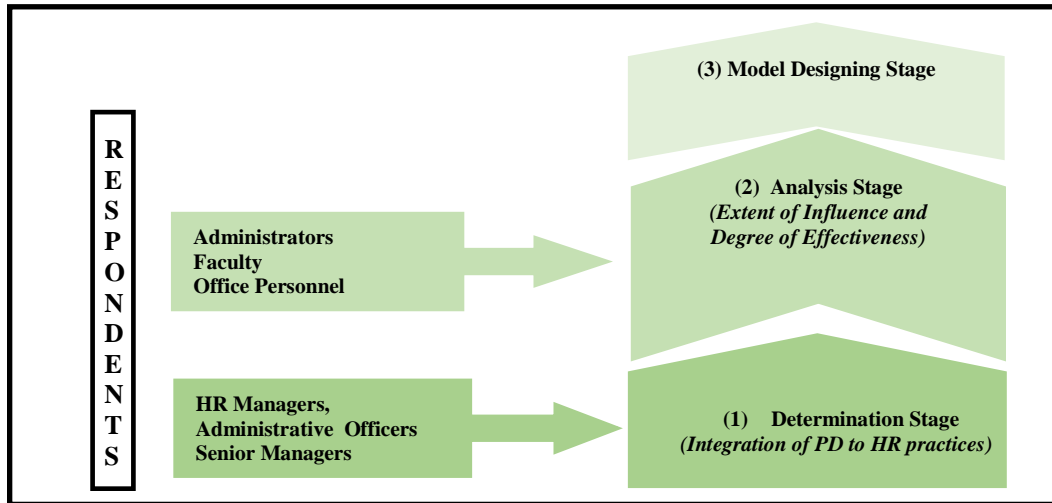 RESPONDENTS
(3) Model Designing Stage
(2) Analysis Stage
(Extent of Influence and
Degree of Effectiveness)
Administrators
Faculty
Office Personnel
HR Managers,
Administrative Officers
Senior Managers
(1) Determination Stage
(Integration of PD to HR practices)